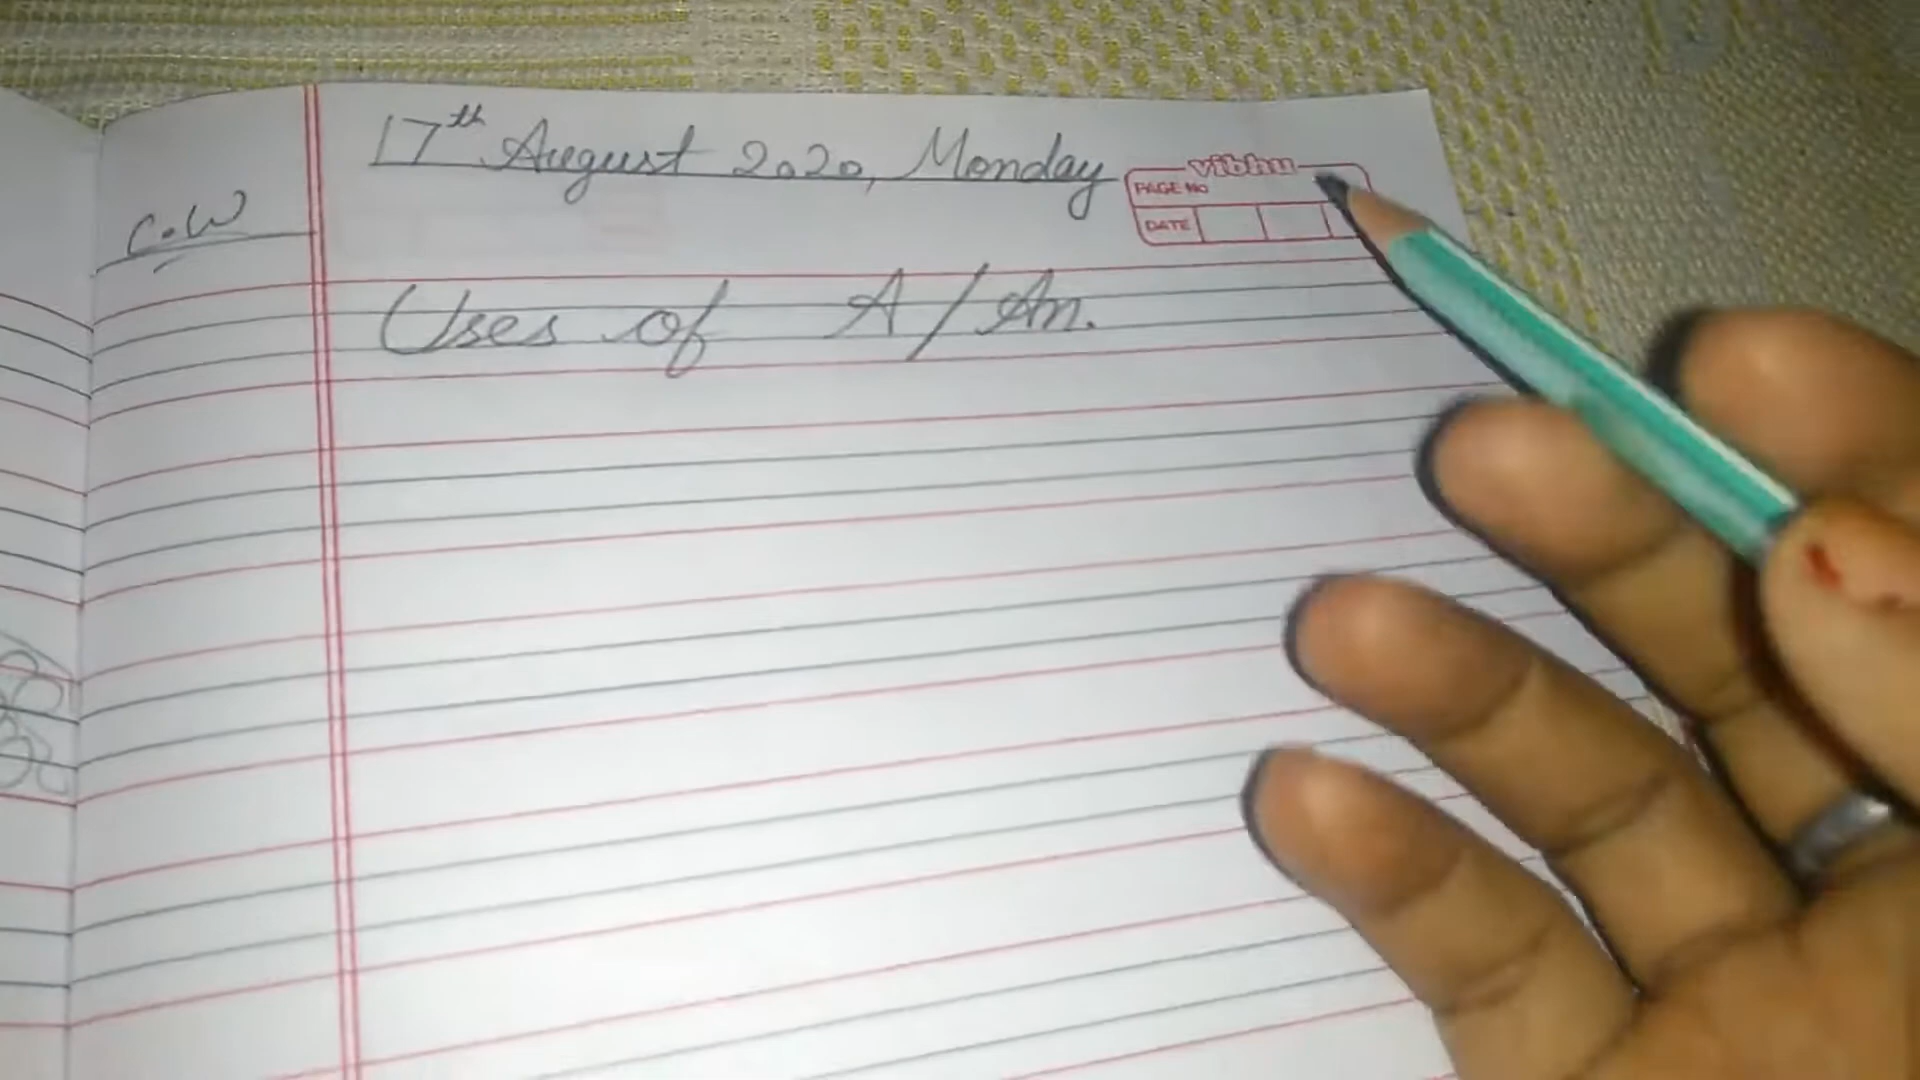 17th August 2020, Monday
vibhu
PAGE No
DATE
C.W
Uses of A/An.